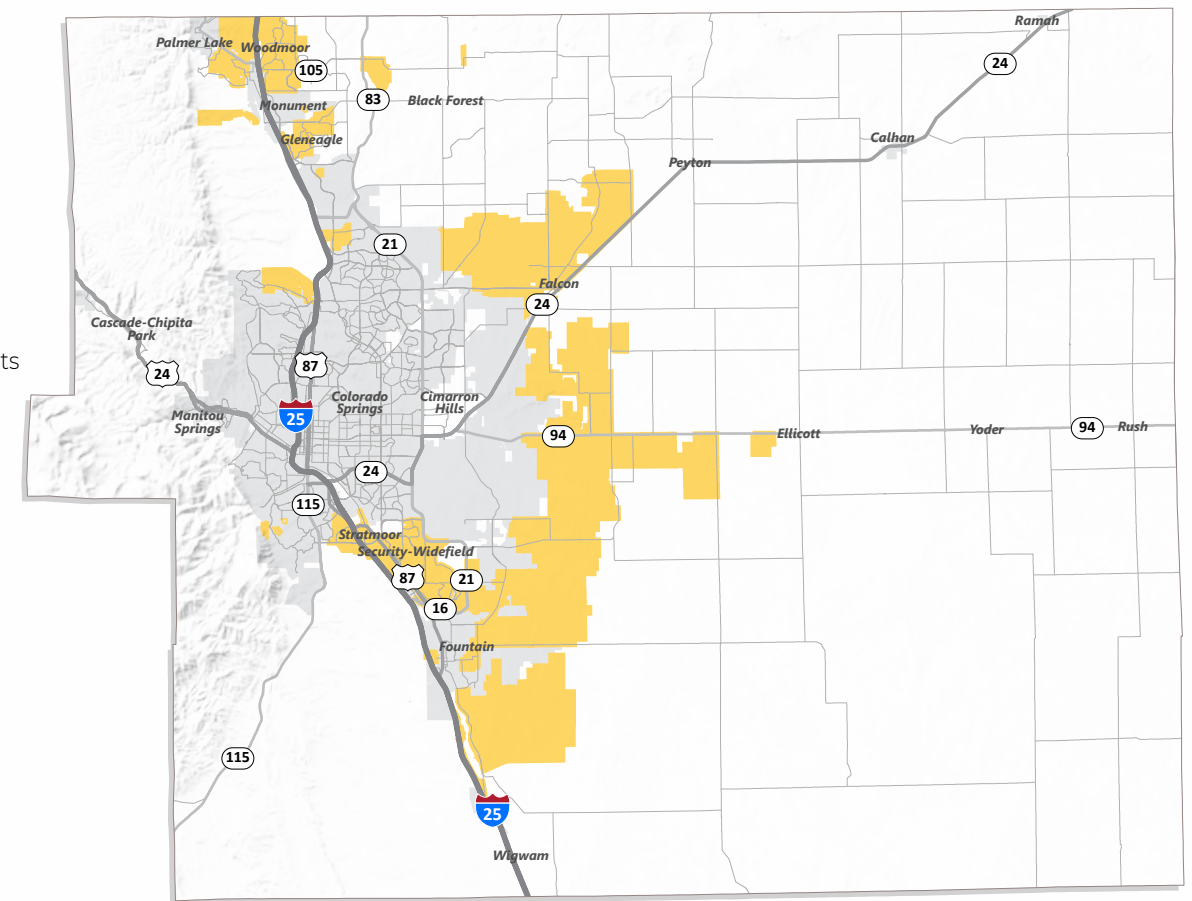 Ramah
Palmer Lake
Woodmoor
24
105
83
Black Forest
Monument
Gleneagle
Calhan
Peyton
21
Falcon
24
Cascade-Chipita
Park
ts
87
24
Colorado
Springs
Cimarron
Hills
25
Manitou
Springs
94
Ellicott
Yoder
94
Rush
24
115
Stratmoor
Security-Widefield
87
21
16
Fountain
115
25
Wigwam